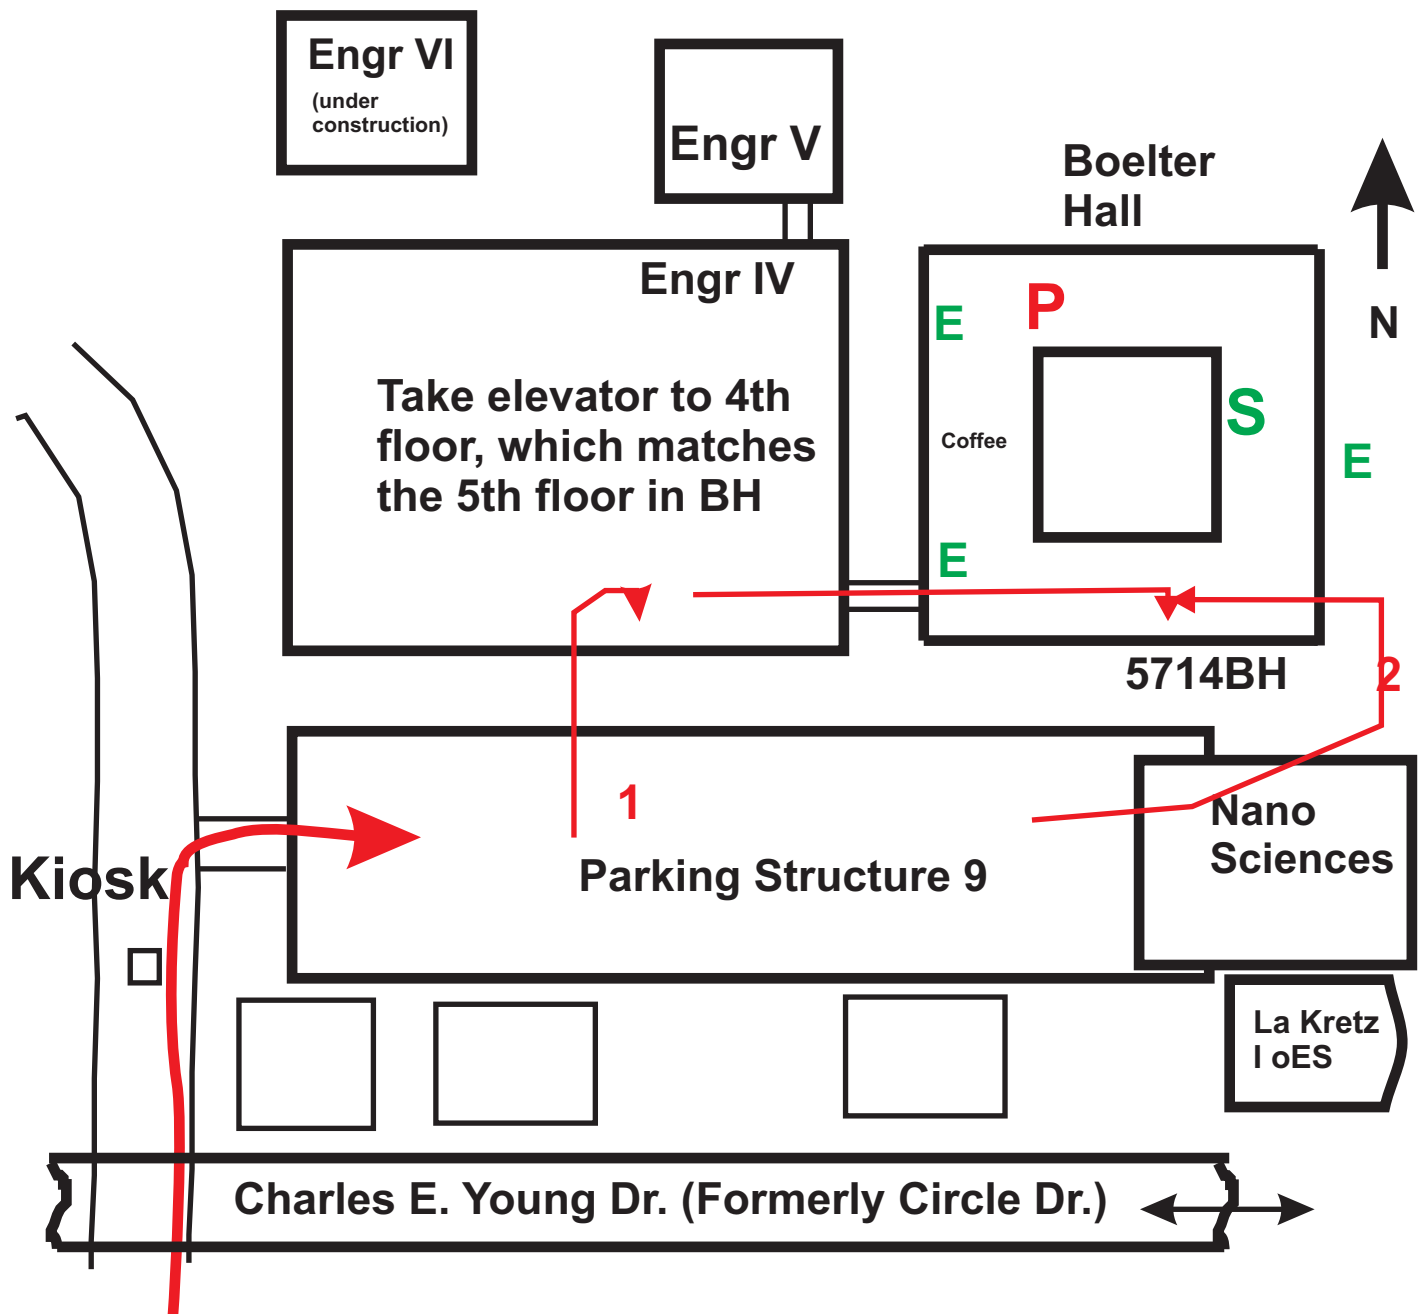 Engr VI
(under
construction)
Engr V
Boelter
Hall
N
Engr IV
Take elevator to 4th
floor, which matches
the 5th floor in BH
E
P
Coffee
S
E
E
5714BH
2
1
Parking Structure 9
Nano
Sciences
Kiosk
La Kretz
I oES
Charles E. Young Dr. (Formerly Circle Dr.)